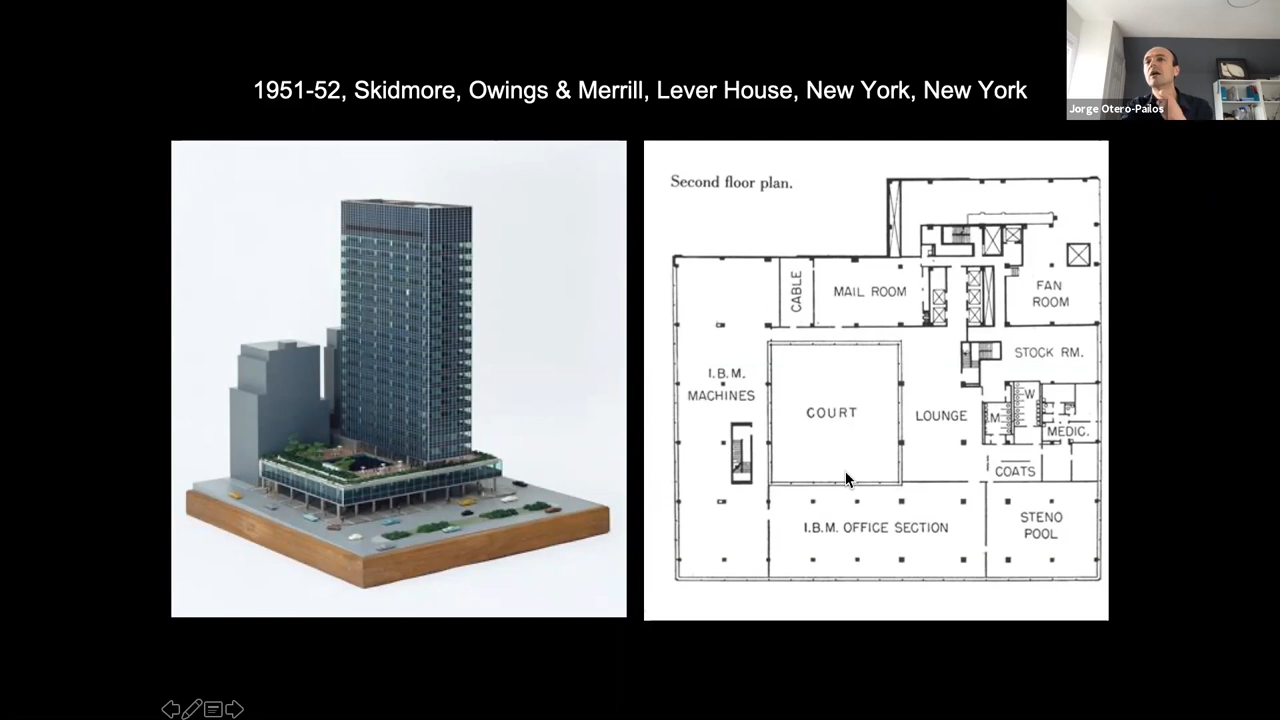 1951-52, Skidmore, Owings & Merrill, Lever House, New York, New York
Jorge Otero-Pailos
Second floor plan.
CABLE
MAIL ROOM
FAN
ROOM
STOCK RM.
I.B.M.
MACHINES
COURT
LOUNGE
M
W
MEDIC.
COATS
I.B.M. OFFICE SECTION
STENO
POOL